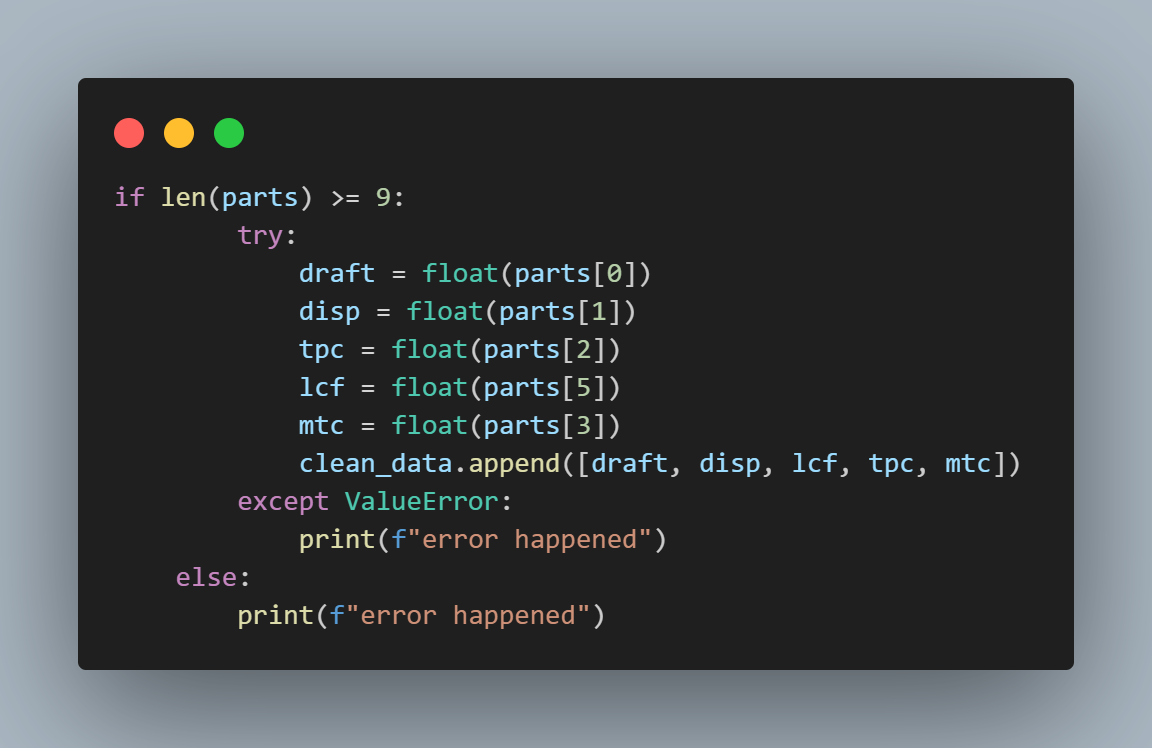 if len(parts) >= 9:
        try:
            draft = float(parts[0])
            disp = float(parts[1])
            tpc = float(parts[2])
            lcf = float(parts[5])
            mtc = float(parts[3])
            clean_data.append([draft, disp, lcf, tpc, mtc])
        except ValueError:
            print(f"error happened")
    else:
        print(f"error happened")